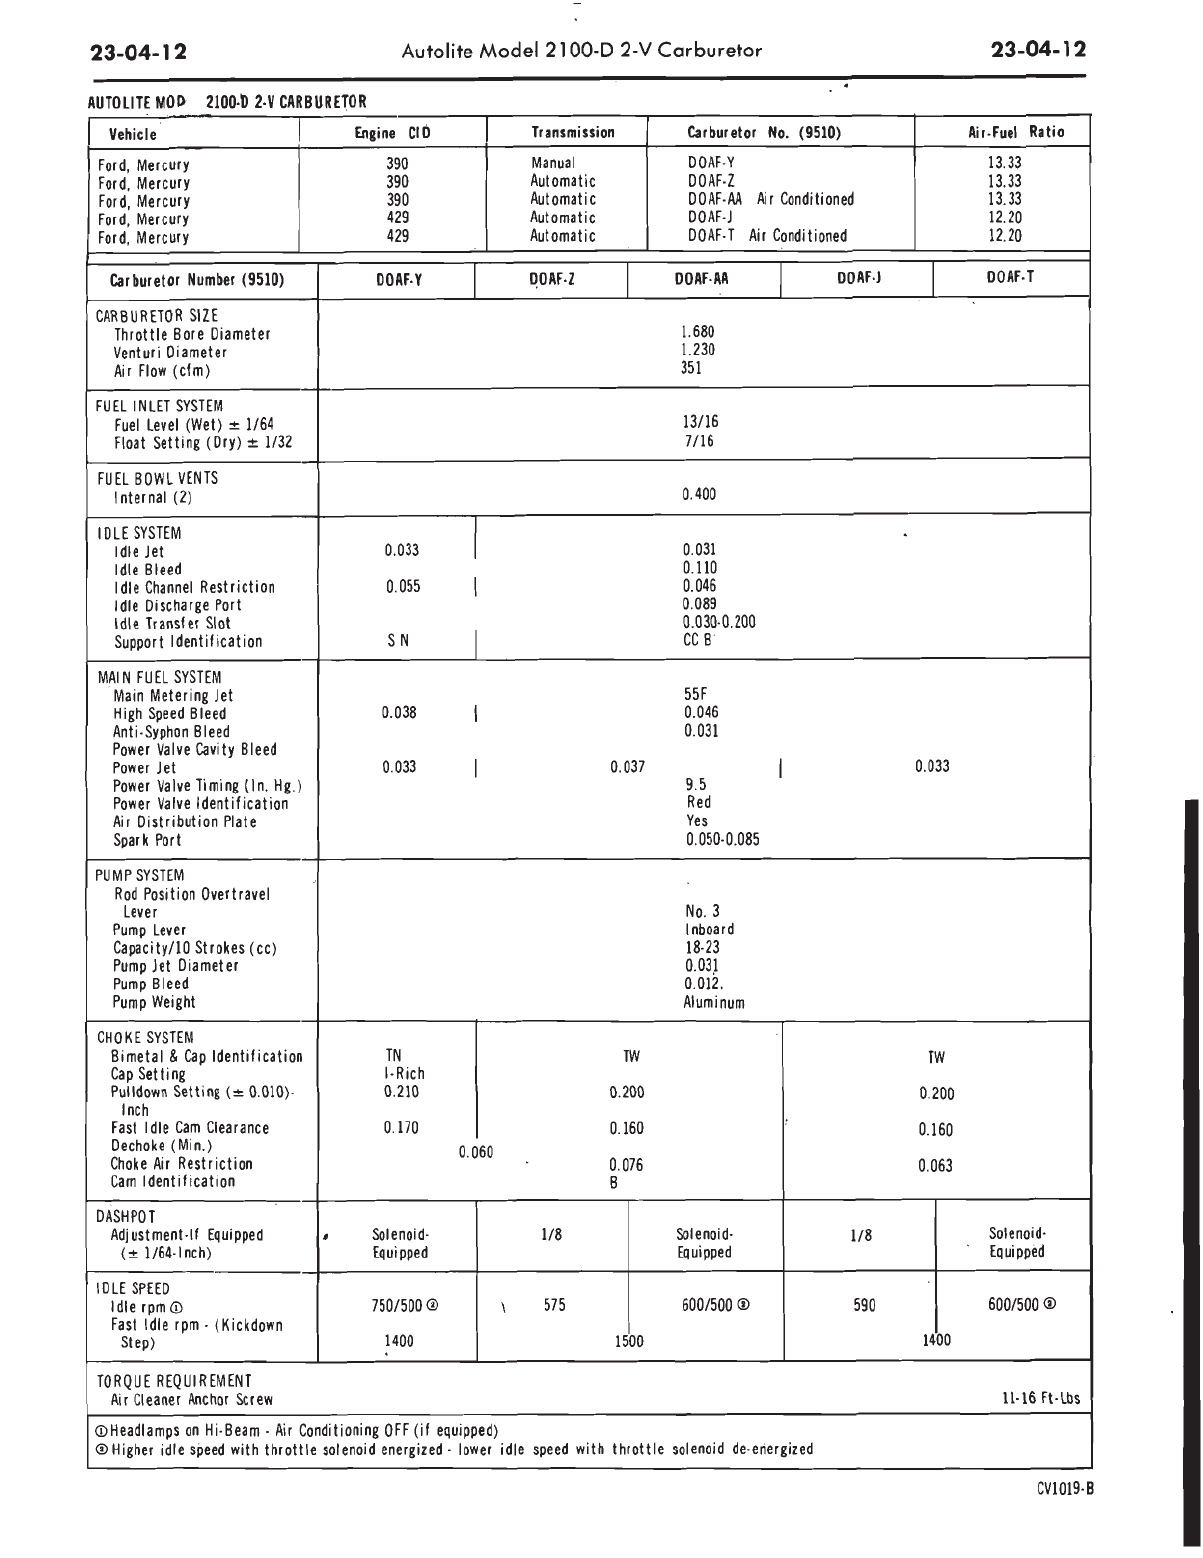 23-04-12 Autolite Model 2100-D 2-V Carburetor 23-04-12
AUTOLITE MOD 2100-D 2-V CARBURETOR
Vehicle Engine CID Transmission Carburetor No. (9510) Air-Fuel Ratio
Ford, Mercury 390 Manual DOAF-Y 13.33
Ford, Mercury 390 Automatic DOAF-Z 13.33
Ford, Mercury 390 Automatic DOAF-AA Air Conditioned 13.33
Ford, Mercury 429 Automatic DOAF-J 12.20
Ford, Mercury 429 Automatic DOAF-T Air Conditioned 12.20
Carburetor Number (9510) DOAF-Y DOAF-Z DOAF-AA DOAF-J DOAF-T
CARBURETOR SIZE
Throttle Bore Diameter 1.680
Venturi Diameter 1.230
Air Flow (cfm) 351
FUEL INLET SYSTEM
Fuel Level (Wet) ± 1/64 13/16
Float Setting (Dry) ± 1/32 7/16
FUEL BOWL VENTS
Internal (2) 0.400
IDLE SYSTEM
Idle Jet 0.033 0.031
Idle Bleed 0.110
Idle Channel Restriction 0.055 0.046
Idle Discharge Port 0.089
Idle Transfer Slot 0.030-0.200
Support Identification S N CC B
MAIN FUEL SYSTEM
Main Metering Jet 55F
High Speed Bleed 0.038 0.046
Anti-Syphon Bleed 0.031
Power Valve Cavity Bleed
Power Jet 0.033 0.037 0.033
Power Valve Timing (In. Hg.) 9.5
Power Valve Identification Red
Air Distribution Plate Yes
Spark Port 0.050-0.085
PUMP SYSTEM
Rod Position Overtravel
Lever No. 3
Pump Lever Inboard
Capacity/10 Strokes (cc) 18-23
Pump Jet Diameter 0.031
Pump Bleed 0.012.
Pump Weight Aluminum
CHOKE SYSTEM
Bimetal & Cap Identification TN TW TW
Cap Setting I-Rich
Pulldown Setting (± 0.010)- 0.210 0.200 0.200
Inch
Fast Idle Cam Clearance 0.170 0.160 0.160
Dechoke (Min.) 0.060
Choke Air Restriction 0.076 0.063
Cam Identification B
DASHPOT
Adjustment-If Equipped Solenoid- 1/8 Solenoid- 1/8 Solenoid-
(± 1/64-Inch) Equipped Equipped Equipped
IDLE SPEED
Idle rpm ① 750/500 ② 575 600/500 ② 590 600/500 ②
Fast Idle rpm - (Kickdown
Step) 1400 1500 1400
TORQUE REQUIREMENT
Air Cleaner Anchor Screw 11-16 Ft-Lbs
①Headlamps on Hi-Beam - Air Conditioning OFF (if equipped)
②Higher idle speed with throttle solenoid energized - lower idle speed with throttle solenoid de-energized
CV1019-B